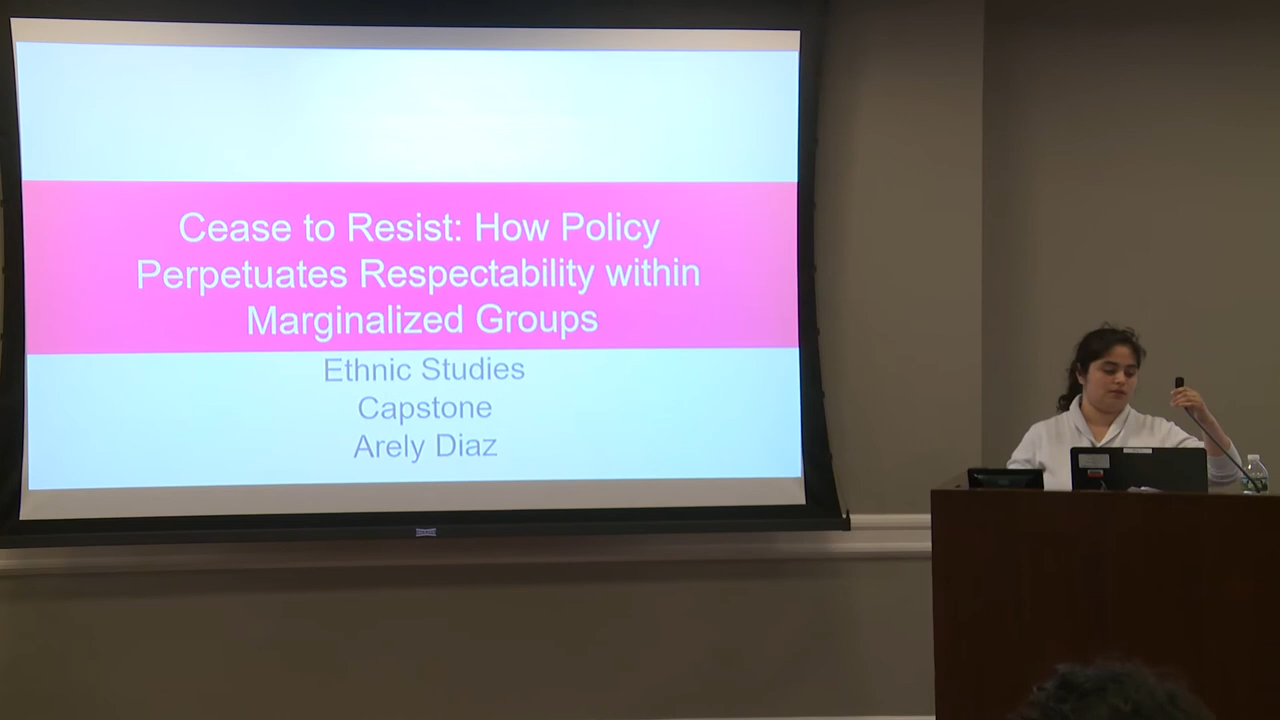 Cease to Resist: How Policy
Perpetuates Respectability within
Marginalized Groups
Ethnic Studies
Capstone
Arely Diaz